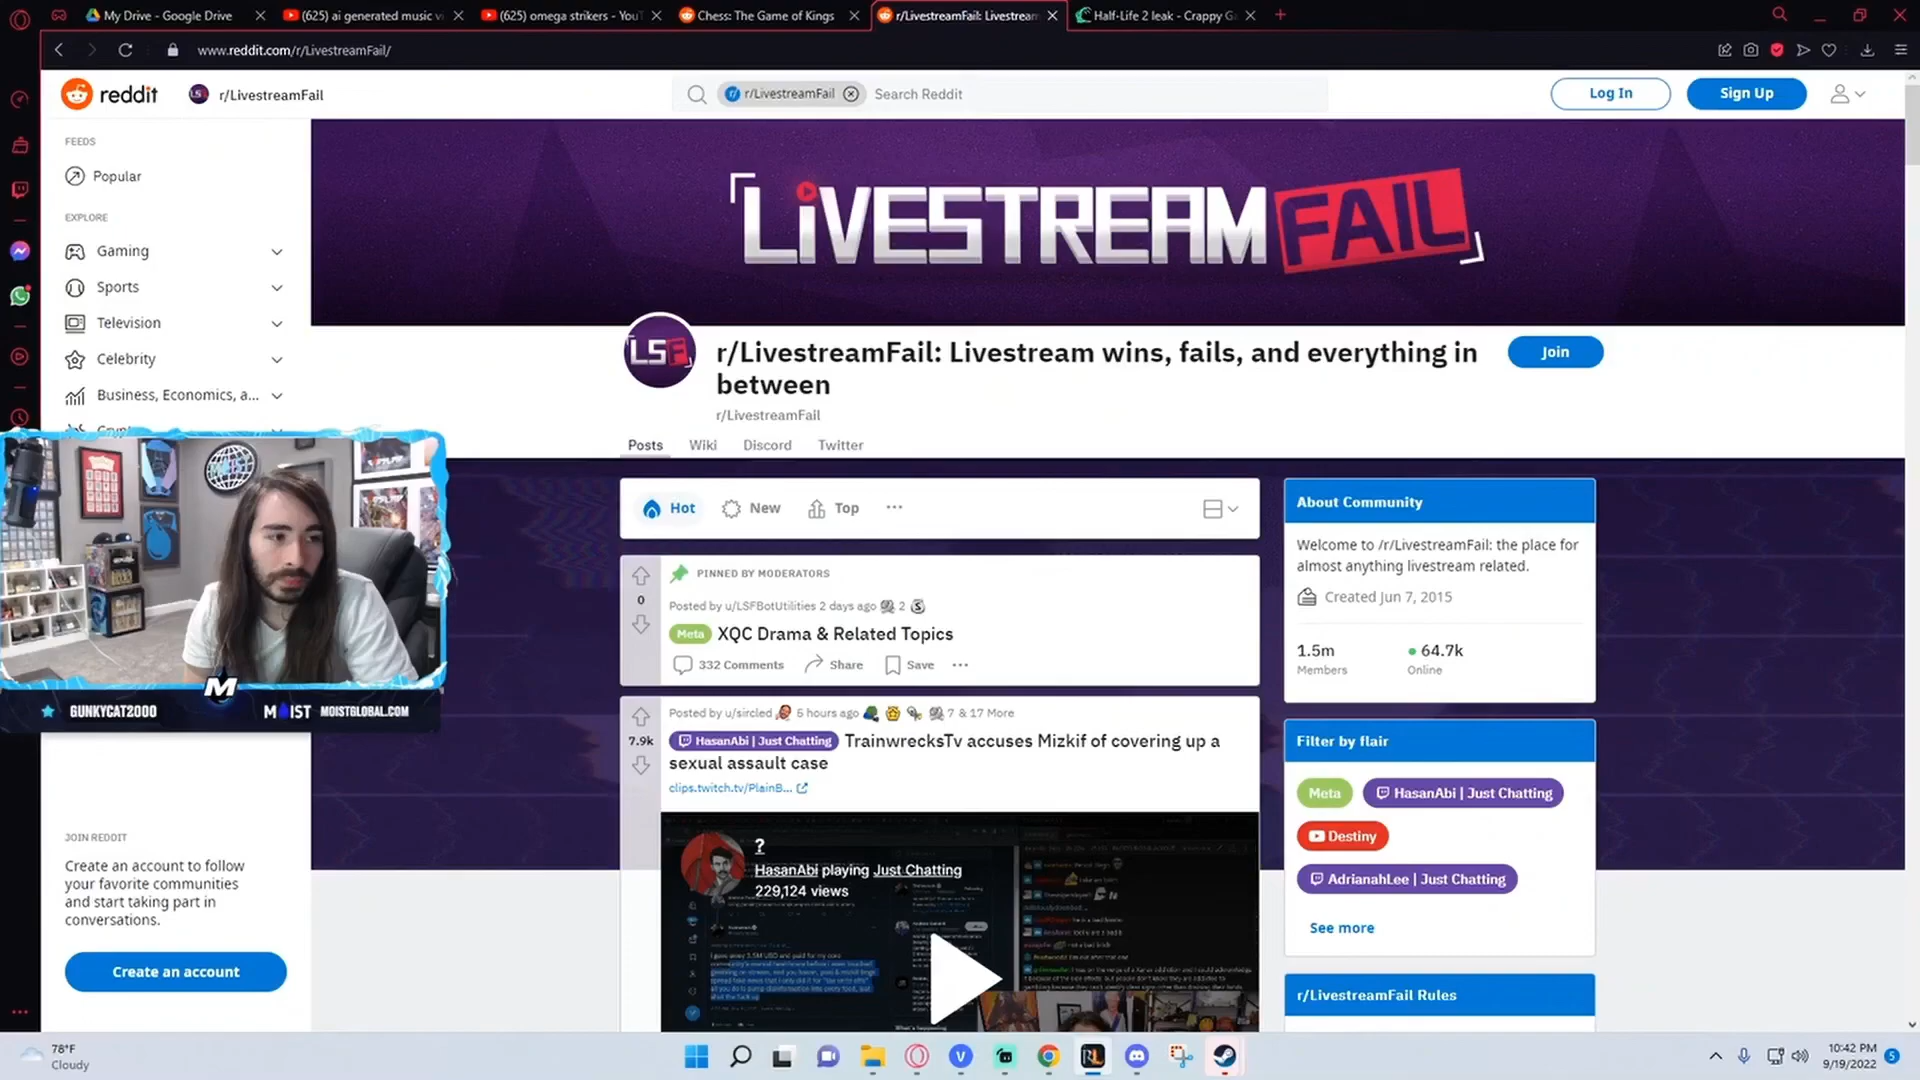 My Drive - Google Drive
(625) ai generated music vi
(625) omega strikers - YouT
Chess: The Game of Kings
r/LivestreamFail: Livestream
Half-Life 2 leak - Crappy G
www.reddit.com/r/LivestreamFail/
reddit
r/LivestreamFail
r/LivestreamFail
Search Reddit
Log In
Sign Up
FEEDS
Popular
EXPLORE
Gaming
Sports
Television
Celebrity
Business, Economics, a...
LIVESTREAM FAIL
LSF
r/LivestreamFail: Livestream wins, fails, and everything in
between
Join
r/LivestreamFail
Posts
Wiki
Discord
Twitter
Hot
New
Top
PINNED BY MODERATORS
0
Posted by u/LSFBotUtilities 2 days ago 2
Meta
XQC Drama & Related Topics
332 Comments
Share
Save
Posted by u/sircled 5 hours ago 7 & 17 More
7.9k
HasanAbi | Just Chatting
TrainwrecksTv accuses Mizkif of covering up a
sexual assault case
clips.twitch.tv/PlainB...
?
HasanAbi playing Just Chatting
229,124 views
About Community
Welcome to /r/LivestreamFail: the place for
almost anything livestream related.
Created Jun 7, 2015
1.5m
Members
64.7k
Online
Filter by flair
Meta
HasanAbi | Just Chatting
Destiny
AdrianahLee | Just Chatting
See more
r/LivestreamFail Rules
M
GUNKYCAT2000
MOIST
MOISTGLOBAL.COM
JOIN REDDIT
Create an account to follow
your favorite communities
and start taking part in
conversations.
Create an account
78°F
Cloudy
10:42 PM
9/19/2022
5